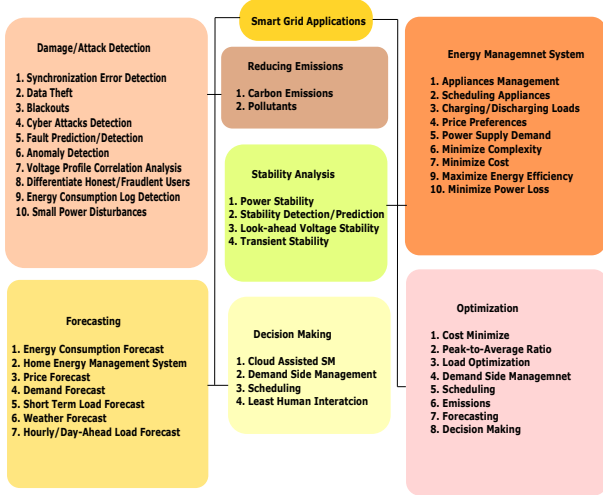 Smart Grid Applications
Damage/Attack Detection
1. Synchronization Error Detection
2. Data Theft
3. Blackouts
4. Cyber Attacks Detection
5. Fault Prediction/Detection
6. Anomaly Detection
7. Voltage Profile Correlation Analysis
8. Differentiate Honest/Fraudlent Users
9. Energy Consumption Log Detection
10. Small Power Disturbances
Reducing Emissions
1. Carbon Emissions
2. Pollutants
Energy Managemnet System
1. Appliances Management
2. Scheduling Appliances
3. Charging/Discharging Loads
4. Price Preferences
5. Power Supply Demand
6. Minimize Complexity
7. Minimize Cost
9. Maximize Energy Efficiency
10. Minimize Power Loss
Stability Analysis
1. Power Stability
2. Stability Detection/Prediction
3. Look-ahead Voltage Stability
4. Transient Stability
Forecasting
1. Energy Consumption Forecast
2. Home Energy Management System
3. Price Forecast
4. Demand Forecast
5. Short Term Load Forecast
6. Weather Forecast
7. Hourly/Day-Ahead Load Forecast
Decision Making
1. Cloud Assisted SM
2. Demand Side Management
3. Scheduling
4. Least Human Interatcion
Optimization
1. Cost Minimize
2. Peak-to-Average Ratio
3. Load Optimization
4. Demand Side Managemnet
5. Scheduling
6. Emissions
7. Forecasting
8. Decision Making